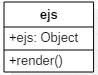 ejs
+ejs: Object
+render()